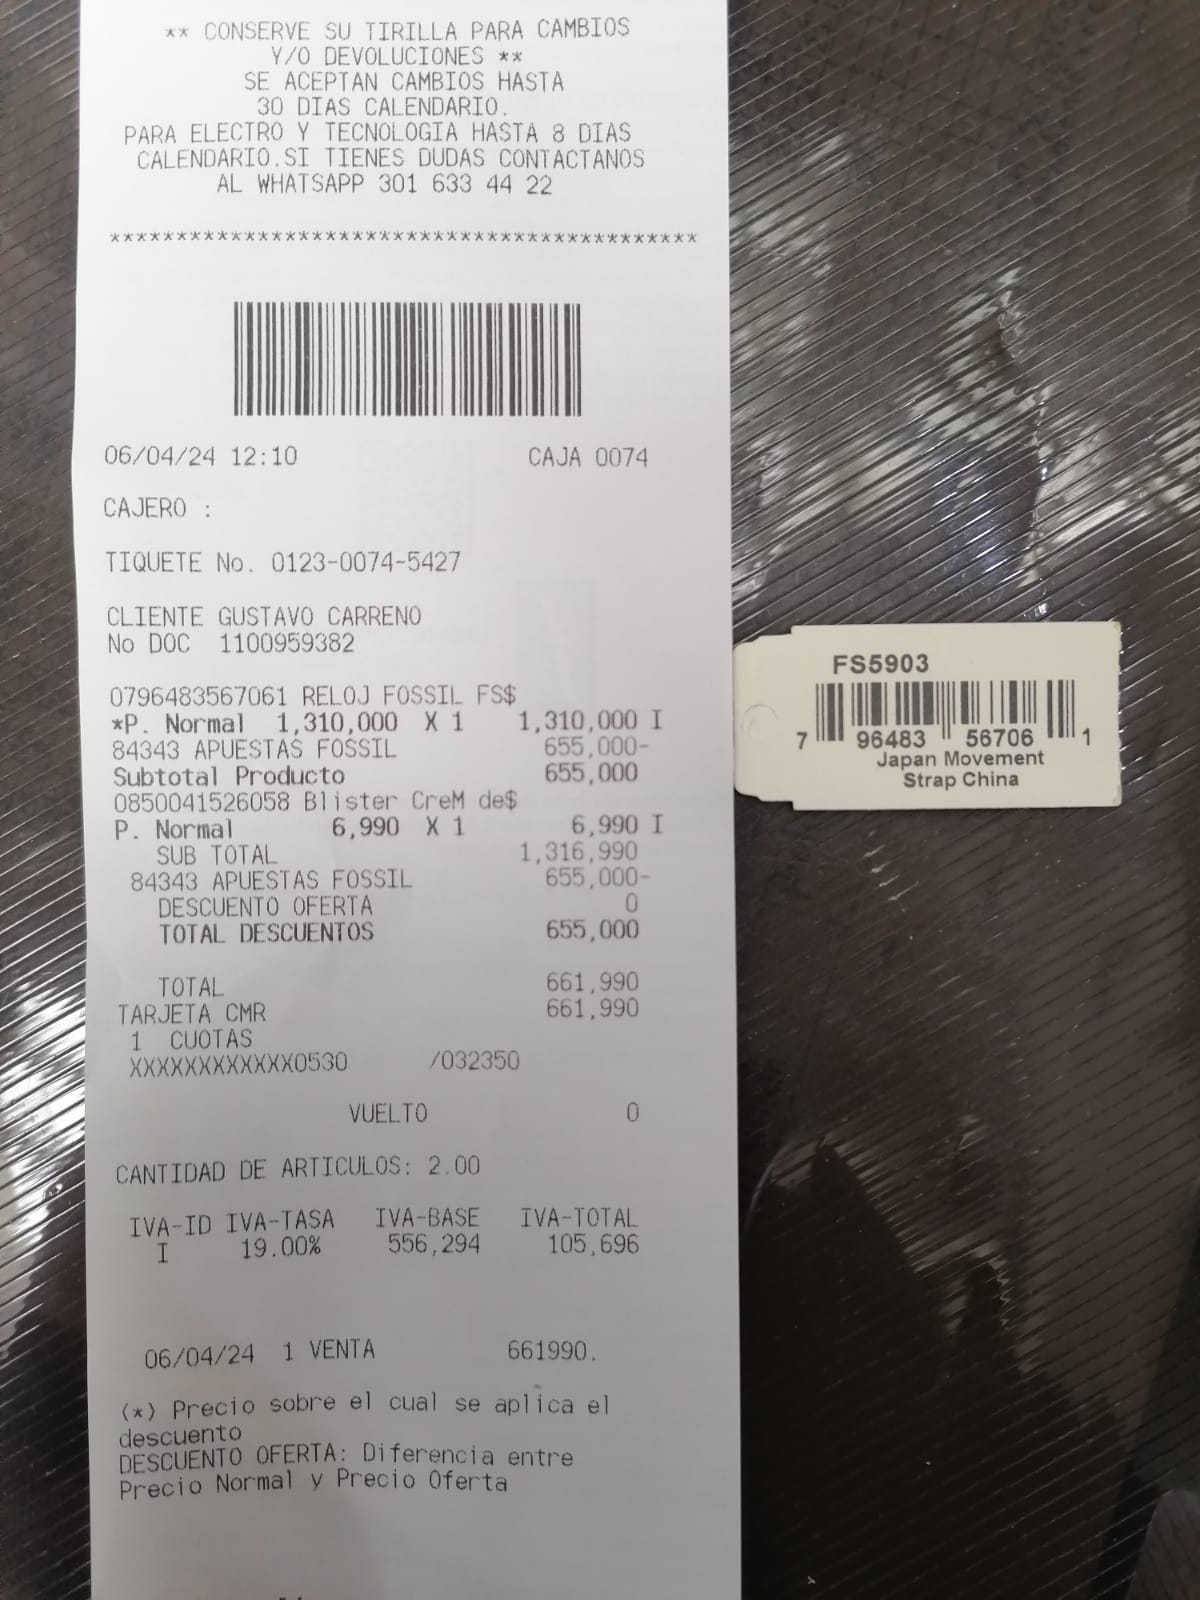 ** CONSERVE SU TIRILLA PARA CAMBIOS
Y/O DEVOLUCIONES **
SE ACEPTAN CAMBIOS HASTA
30 DIAS CALENDARIO.
PARA ELECTRO Y TECNOLOGIA HASTA 8 DIAS
CALENDARIO.SI TIENES DUDAS CONTACTANOS
AL WHATSAPP 301 633 44 22
********************************************
06/04/24 12:10 CAJA 0074
CAJERO :
TIQUETE No. 0123-0074-5427
CLIENTE GUSTAVO CARRENO
No DOC 1100959382
0796483567061 RELOJ FOSSIL FS$
*P. Normal 1,310,000 X 1 1,310,000 I
84343 APUESTAS FOSSIL 655,000-
Subtotal Producto 655,000
0850041526058 Blister CreM de$
P. Normal 6,990 X 1 6,990 I
SUB TOTAL 1,316,990
84343 APUESTAS FOSSIL 655,000-
DESCUENTO OFERTA 0
TOTAL DESCUENTOS 655,000
TOTAL 661,990
TARJETA CMR 661,990
1 CUOTAS
XXXXXXXXXXXX0530 /032350
VUELTO 0
CANTIDAD DE ARTICULOS: 2.00
IVA-ID IVA-TASA IVA-BASE IVA-TOTAL
I 19.00% 556,294 105,696
06/04/24 1 VENTA 661990.
(*) Precio sobre el cual se aplica el
descuento
DESCUENTO OFERTA: Diferencia entre
Precio Normal y Precio Oferta
FS5903
7 96483 56706 1
Japan Movement
Strap China